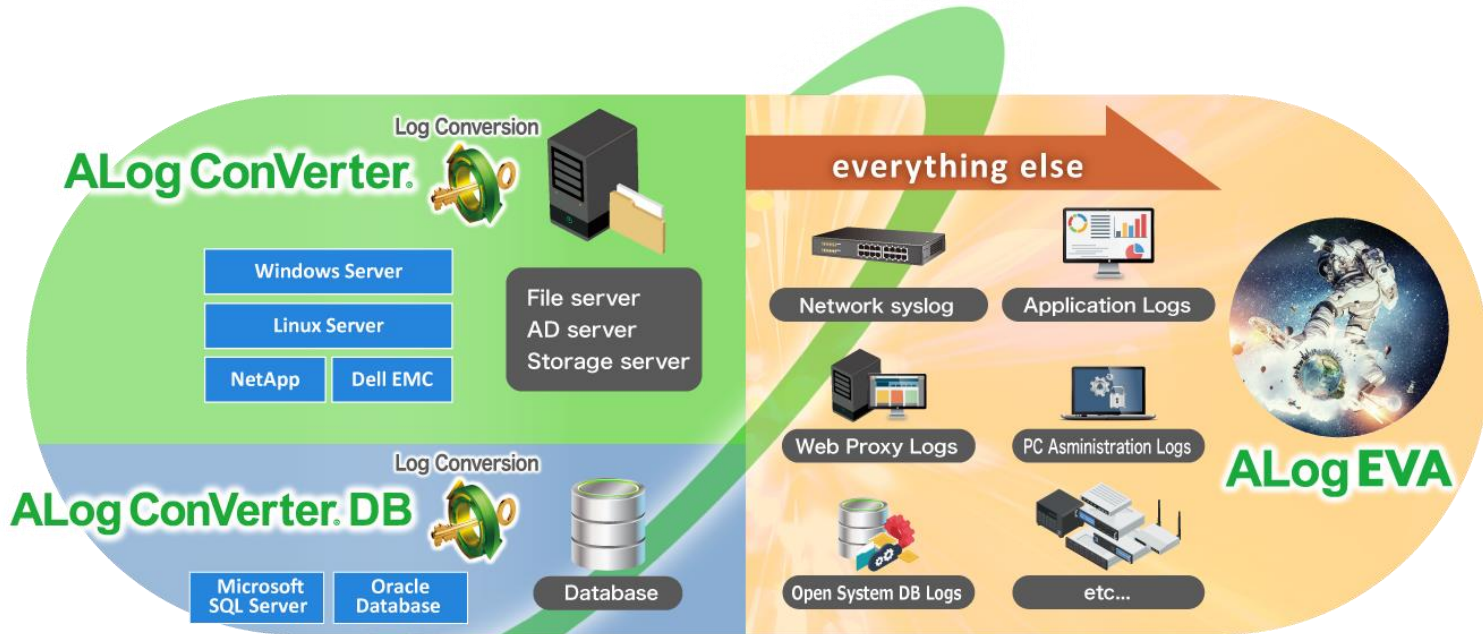 Log Conversion
ALog ConVerter®
Windows Server
Linux Server
NetApp
Dell EMC
File server
AD server
Storage server
Log Conversion
ALog ConVerter® DB
Microsoft
SQL Server
Oracle
Database
Database
everything else
Network syslog
Application Logs
Web Proxy Logs
PC Asministration Logs
Open System DB Logs
etc...
ALog EVA